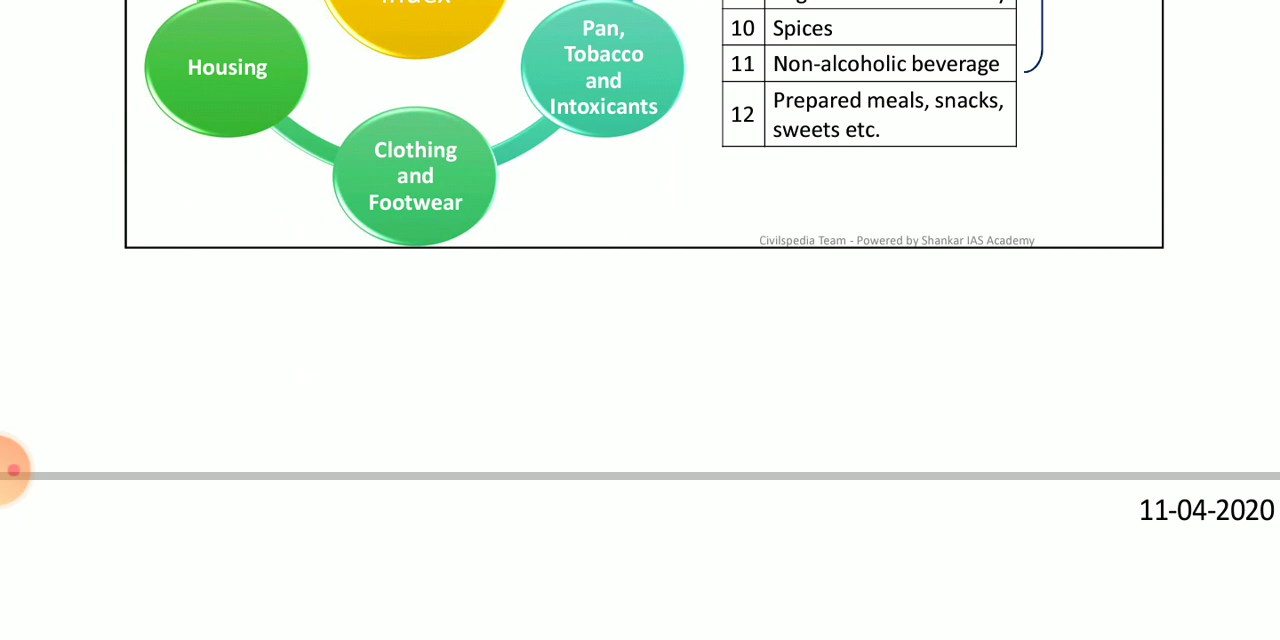 Index
Housing
Pan,
Tobacco
and
Intoxicants
Clothing
and
Footwear
10 Spices
11 Non-alcoholic beverage
12 Prepared meals, snacks,
sweets etc.
Civilspedia Team - Powered by Shankar IAS Academy
11-04-2020